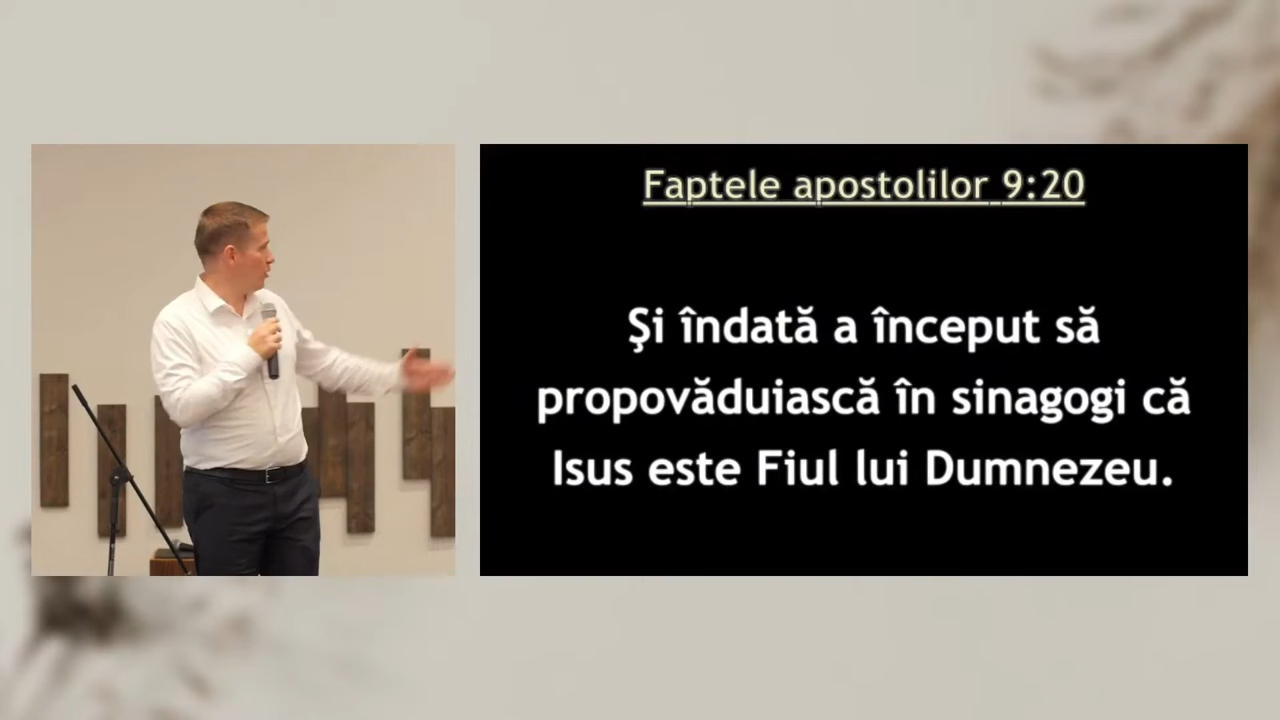 Faptele apostolilor 9:20
Şi îndată a început să
propovăduiască în sinagogi că
Isus este Fiul lui Dumnezeu.